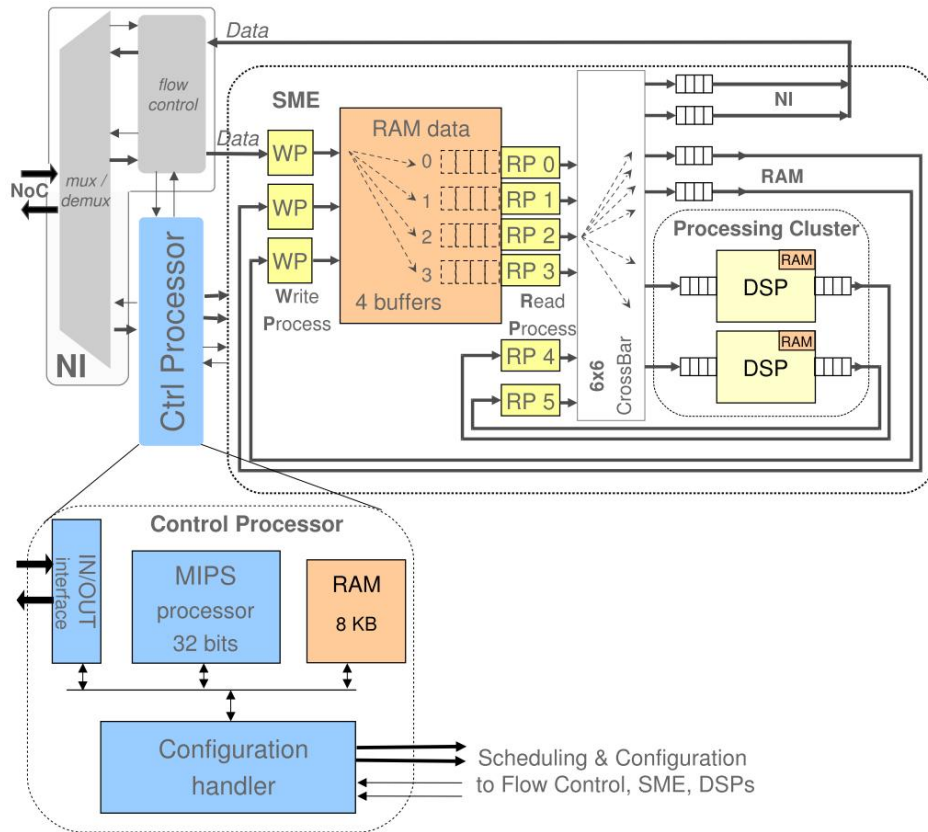 Data
flow
control
SME
NI
RAM data
WP
0
RP 0
Data
NoC
mux /
demux
WP
1
RP 1
RAM
2
RP 2
Processing Cluster
WP
3
RP 3
RAM
DSP
Write
Process
4 buffers
Read
Process
RAM
DSP
RP 4
RP 5
6x6
CrossBar
NI
Ctrl Processor
Control Processor
IN/OUT
interface
MIPS
processor
32 bits
RAM
8 KB
Configuration
handler
Scheduling & Configuration
to Flow Control, SME, DSPs